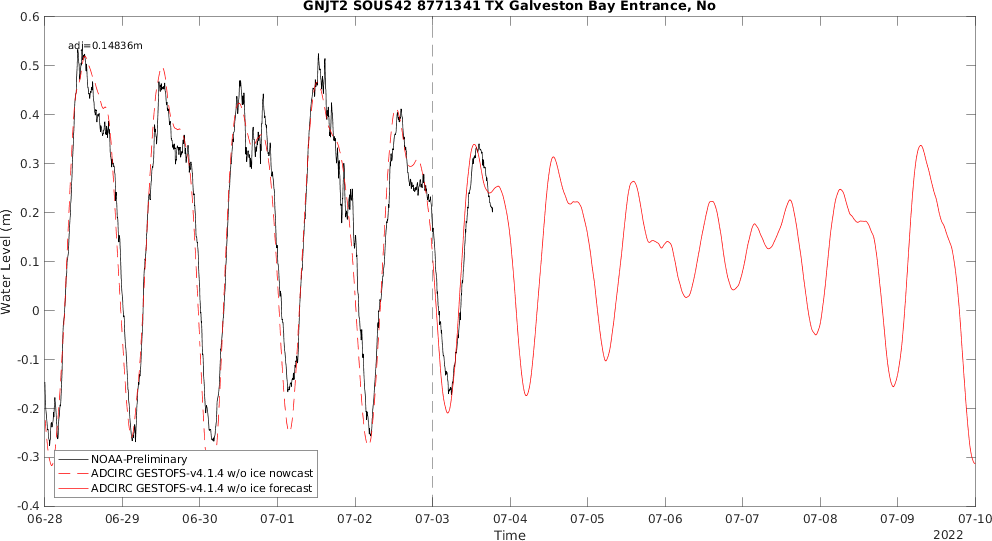 GNJT2 SOUS42 8771341 TX Galveston Bay Entrance, No
adj=0.14836m
Water Level (m)
0.6
0.5
0.4
0.3
0.2
0.1
0
-0.1
-0.2
-0.3
-0.4
NOAA-Preliminary
ADCIRC GESTOFS-v4.1.4 w/o ice nowcast
ADCIRC GESTOFS-v4.1.4 w/o ice forecast
06-28 06-29 06-30 07-01 07-02 07-03 07-04 07-05 07-06 07-07 07-08 07-09 07-10
Time
2022